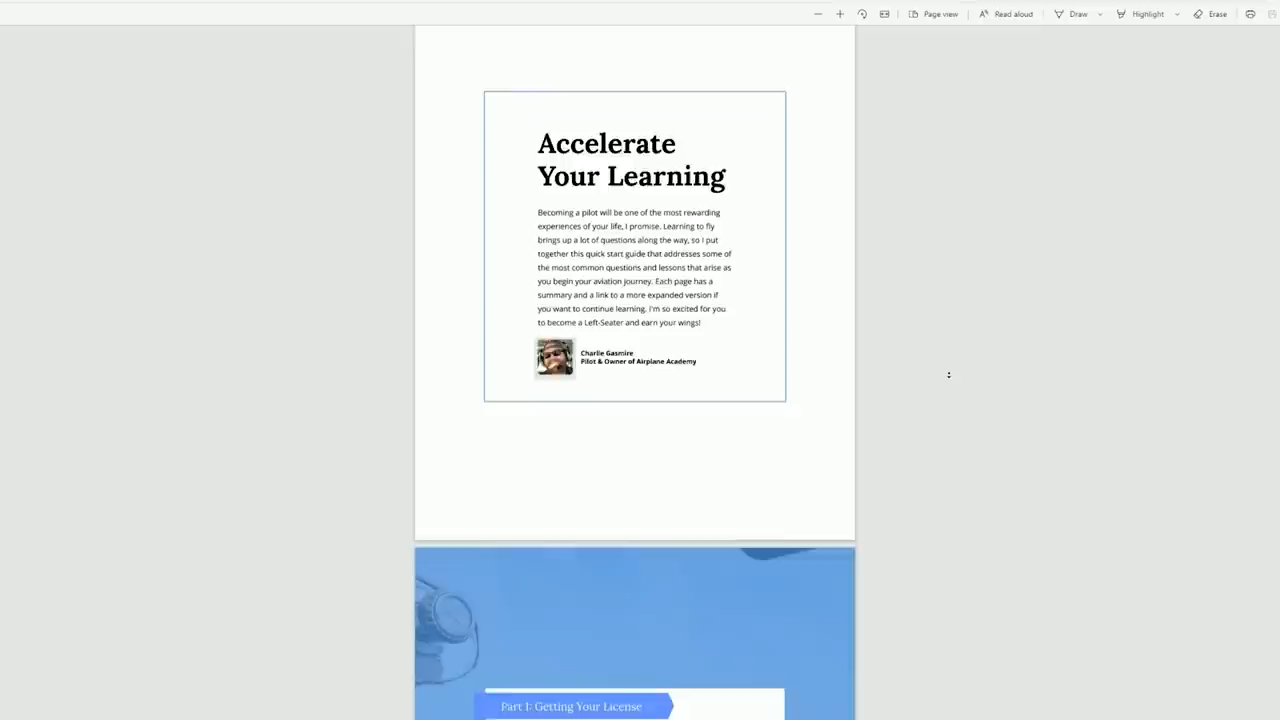 Page view
Read aloud
Draw
Highlight
Erase
Accelerate
Your Learning
Becoming a pilot will be one of the most rewarding
experiences of your life, I promise. Learning to fly
brings up a lot of questions along the way, so I put
together this quick start guide that addresses some of
the most common questions and lessons that arise as
you begin your aviation journey. Each page has a
summary and a link to a more expanded version if
you want to continue learning. I'm so excited for you
to become a Left-Seater and earn your wings!
Charlie Gasmire
Pilot & Owner of Airplane Academy
Part 1: Getting Your License